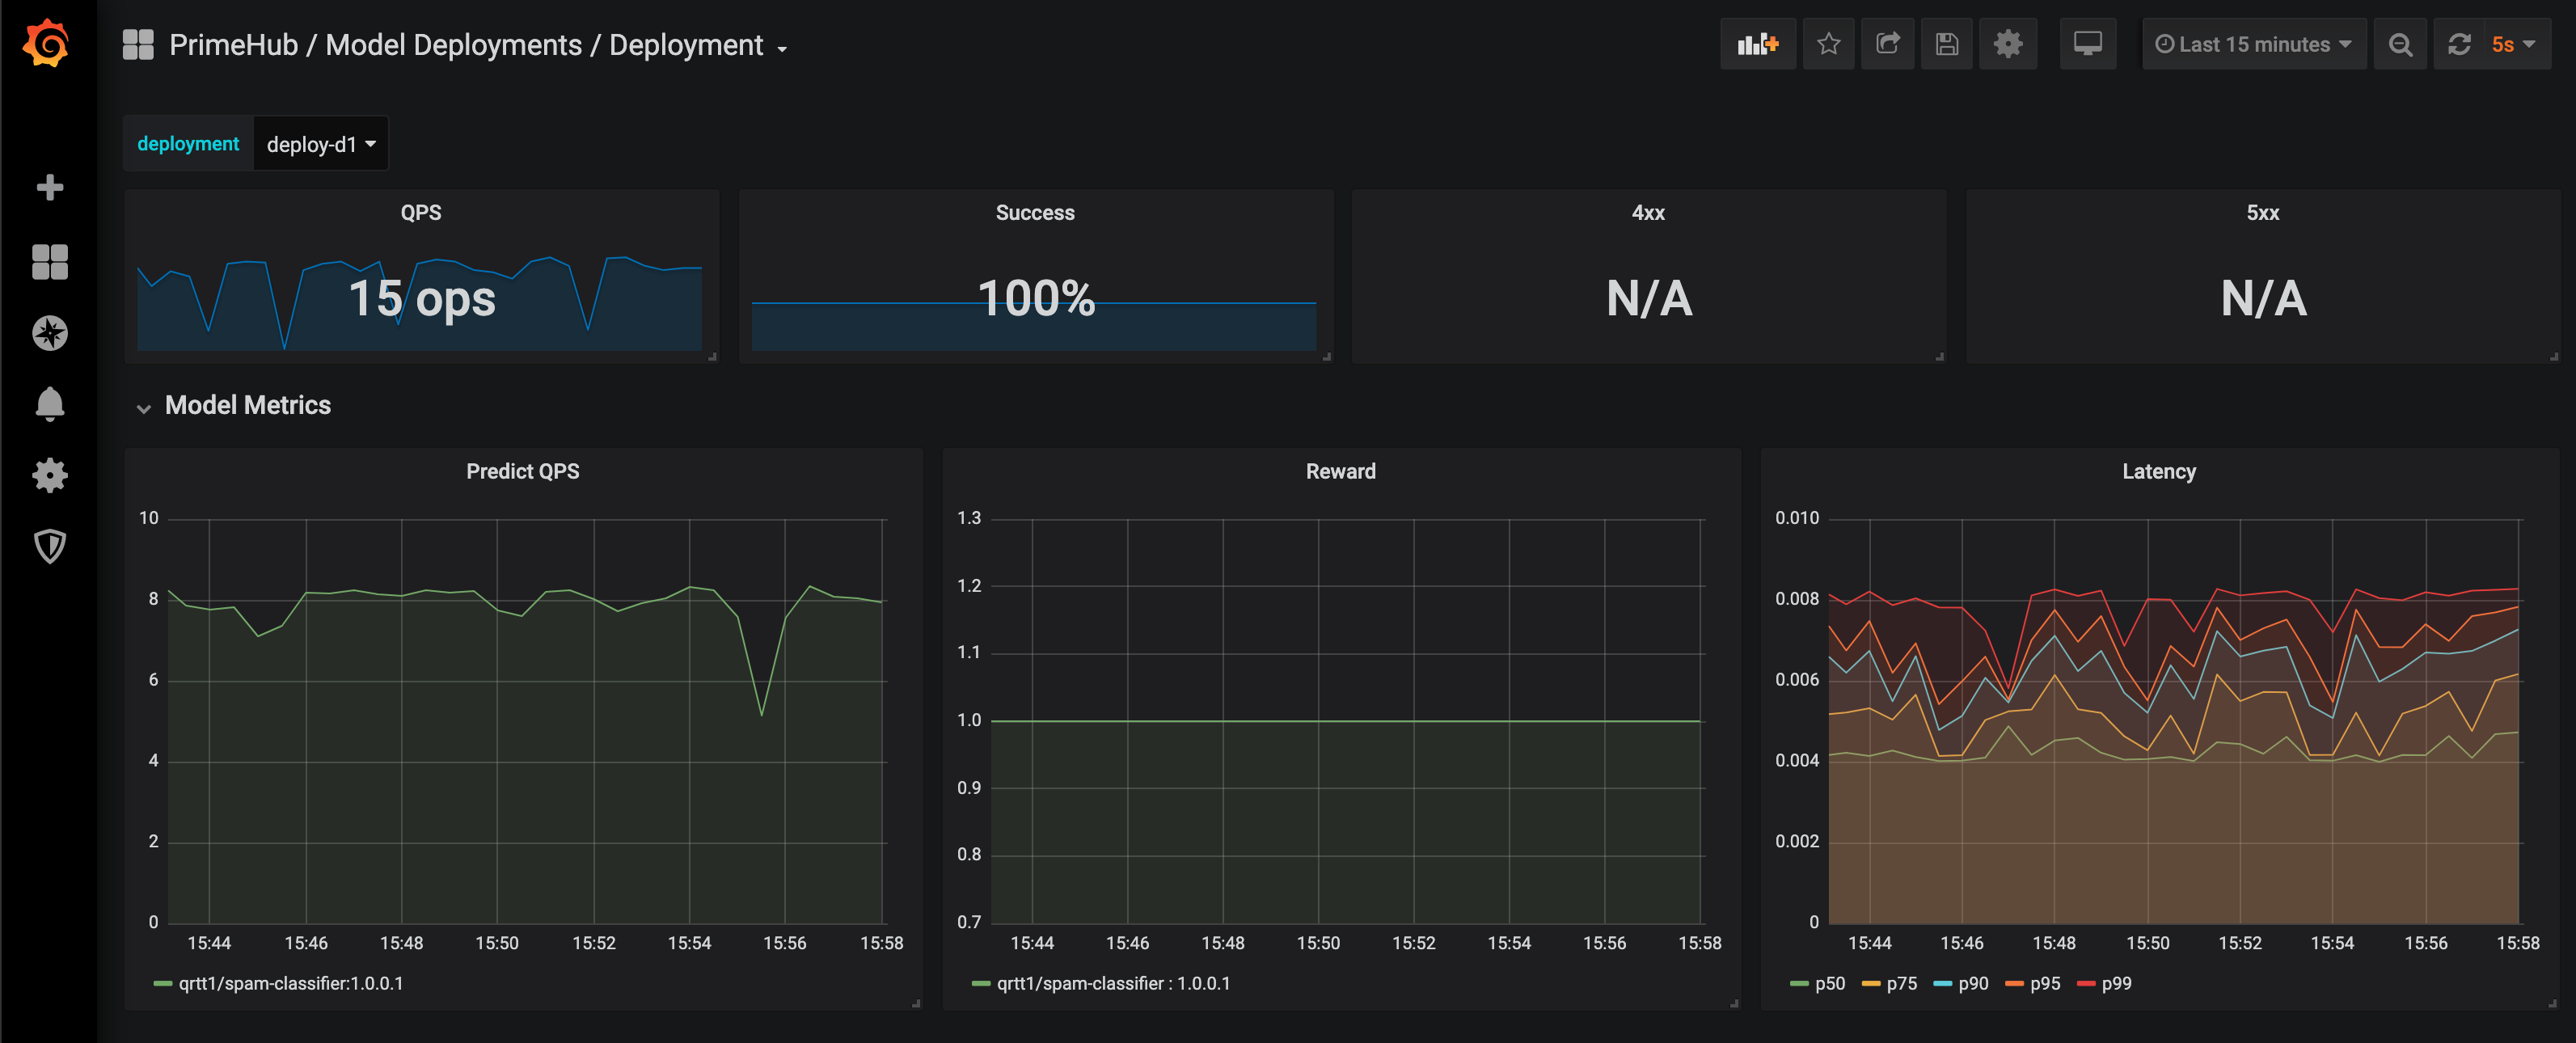 PrimeHub / Model Deployments / Deployment
Last 15 minutes
5s
deployment
deploy-d1
QPS
15 ops
Success
100%
4xx
N/A
5xx
N/A
Model Metrics
Predict QPS
10
8
6
4
2
0
15:44 15:46 15:48 15:50 15:52 15:54 15:56 15:58
qrtt1/spam-classifier:1.0.0.1
Reward
1.3
1.2
1.1
1.0
0.9
0.8
0.7
15:44 15:46 15:48 15:50 15:52 15:54 15:56 15:58
qrtt1/spam-classifier : 1.0.0.1
Latency
0.010
0.008
0.006
0.004
0.002
0
15:44 15:46 15:48 15:50 15:52 15:54 15:56 15:58
p50 p75 p90 p95 p99